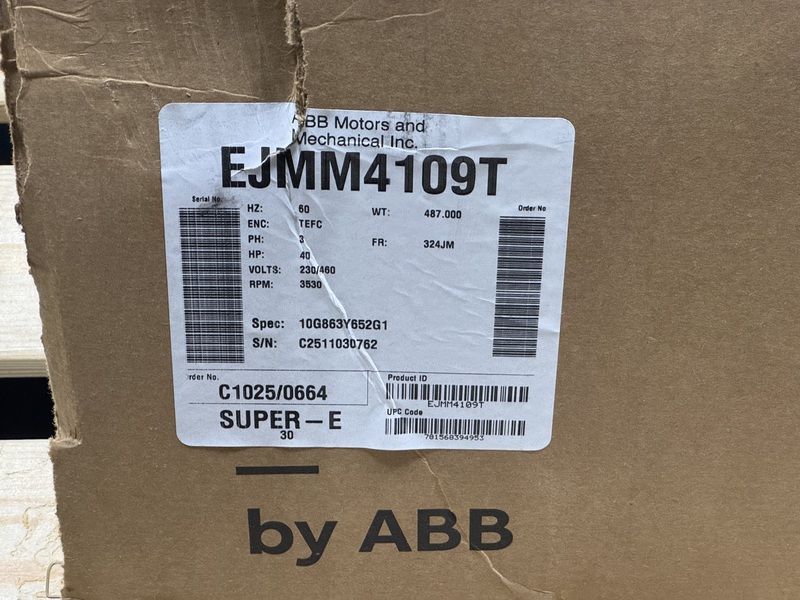 ABB Motors and
Mechanical Inc.
EJMM4109T
Serial No.
Order No
HZ: 60 WT: 487.000
ENC: TEFC
PH: 3 FR: 324JM
HP: 40
VOLTS: 230/460
RPM: 3530
Spec: 10G863Y652G1
S/N: C2511030762
rder No.
C1025/0664
SUPER-E
30
Product ID
EJMM4109T
UPC Code
781568394953
by ABB